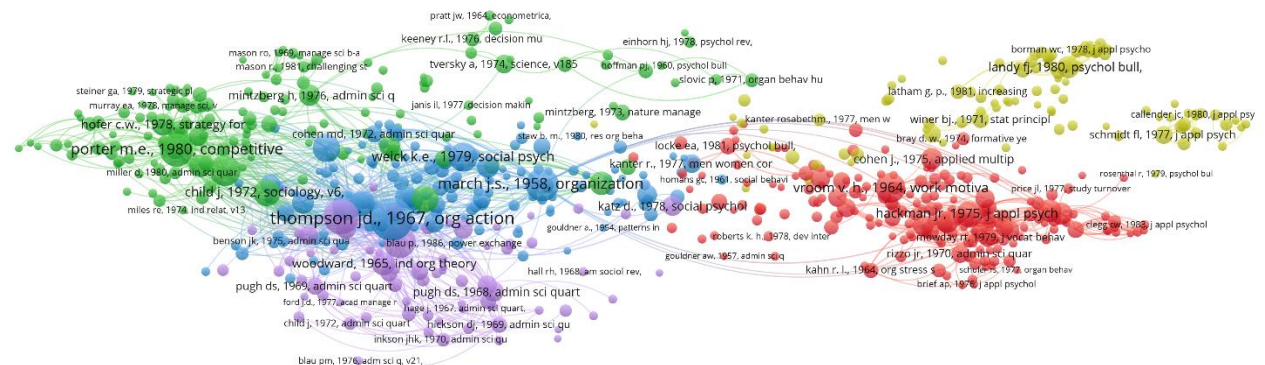 pratt jw, 1964, econometrica,
keeney r.l., 1976, decision mu
einhorn hj, 1978, psychol rev,
borman wc, 1978, j appl psycho
mason ro, 1969, manage sci b-a
mason r., 1981, challenging st
tversky a, 1974, science, v185
hoffman pj, 1960, psychol bull
landy fj, 1980, psychol bull,
slovic p, 1971, organ behav hu
steiner ga, 1979, strategic pl
mintzberg h, 1976, admin sci q
latham g. p., 1981, increasing
murray ea, 1978, manage sci, v
janis il, 1977, decision makin
mintzberg, 1973, nature manage
hofer c.w., 1978, strategy for
kanter rosabeth m., 1977, men w
winer bj., 1971, stat principl
callender jc, 1980, j appl psy
cohen md, 1972, admin sci quar
staw b. m., 1980, res org beha
bray d. w., 1974, formative ye
schmidt fl, 1977, j appl psych
porter m.e., 1980, competitive
locke ea, 1981, psychol bull,
weick k.e., 1979, social psych
kanter r., 1977, men women cor
cohen j., 1975, applied multip
miller d, 1980, admin sci quar
rosenthal r, 1979, psychol bul
homans gc, 1961, social behavi
child j, 1972, sociology, v6,
march j.s., 1958, organization
vroom v. h., 1964, work motiva
price jl, 1977, study turnover
miles re, 1974, ind relat, v13
katz d., 1978, social psychol
thompson jd., 1967, org action
hackman jr, 1975, j appl psych
gouldner a., 1954, patterns in
clegg cw, 1983, j appl psychol
benson jk, 1975, admin sci qua
blau p., 1986, power exchange
roberts k. h., 1978, dev inter
mowday rt, 1979, j vocat behav
gouldner aw, 1957, admin sci q
rizzo jr, 1970, admin sci quar
woodward, 1965, ind org theory
hall rh, 1968, am sociol rev,
kahn r. l., 1964, org stress s
schuler rs, 1977, organ behav
pugh ds, 1969, admin sci quart
brief ap, 1976, j appl psychol
pugh ds, 1968, admin sci quart
ford j.d., 1977, acad manage r
hage j, 1967, admin sci quart,
child j, 1972, admin sci quart
hickson dj, 1969, admin sci qu
inkson jhk, 1970, admin sci qu
blau pm, 1976, adm sci q, v21,